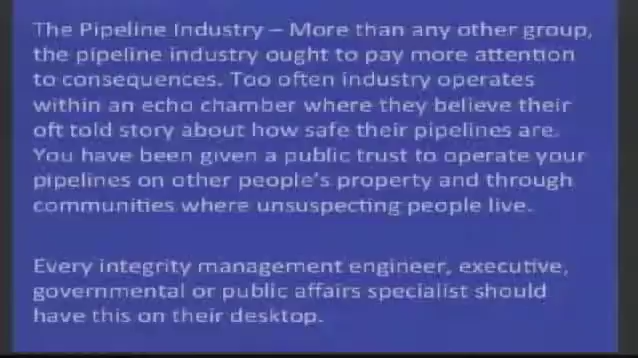 The Pipeline Industry – More than any other group,
the pipeline industry ought to pay more attention
to consequences. Too often industry operates
within an echo chamber where they believe their
oft told story about how safe their pipelines are.
You have been given a public trust to operate your
pipelines on other people's property and through
communities where unsuspecting people live.
Every integrity management engineer, executive,
governmental or public affairs specialist should
have this on their desktop.